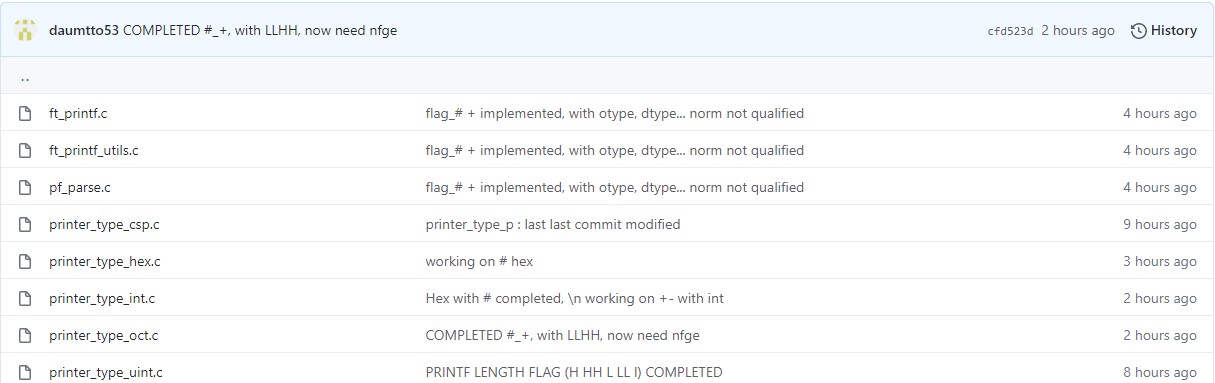 daumtto53 COMPLETED #_+, with LLHH, now need nfge cfd523d 2 hours ago History
..
ft_printf.c flag_# + implemented, with otype, dtype... norm not qualified 4 hours ago
ft_printf_utils.c flag_# + implemented, with otype, dtype... norm not qualified 4 hours ago
pf_parse.c flag_# + implemented, with otype, dtype... norm not qualified 4 hours ago
printer_type_csp.c printer_type_p : last last commit modified 9 hours ago
printer_type_hex.c working on # hex 3 hours ago
printer_type_int.c Hex with # completed, \n working on +- with int 2 hours ago
printer_type_oct.c COMPLETED #_+, with LLHH, now need nfge 2 hours ago
printer_type_uint.c PRINTF LENGTH FLAG (H HH L LL l) COMPLETED 8 hours ago